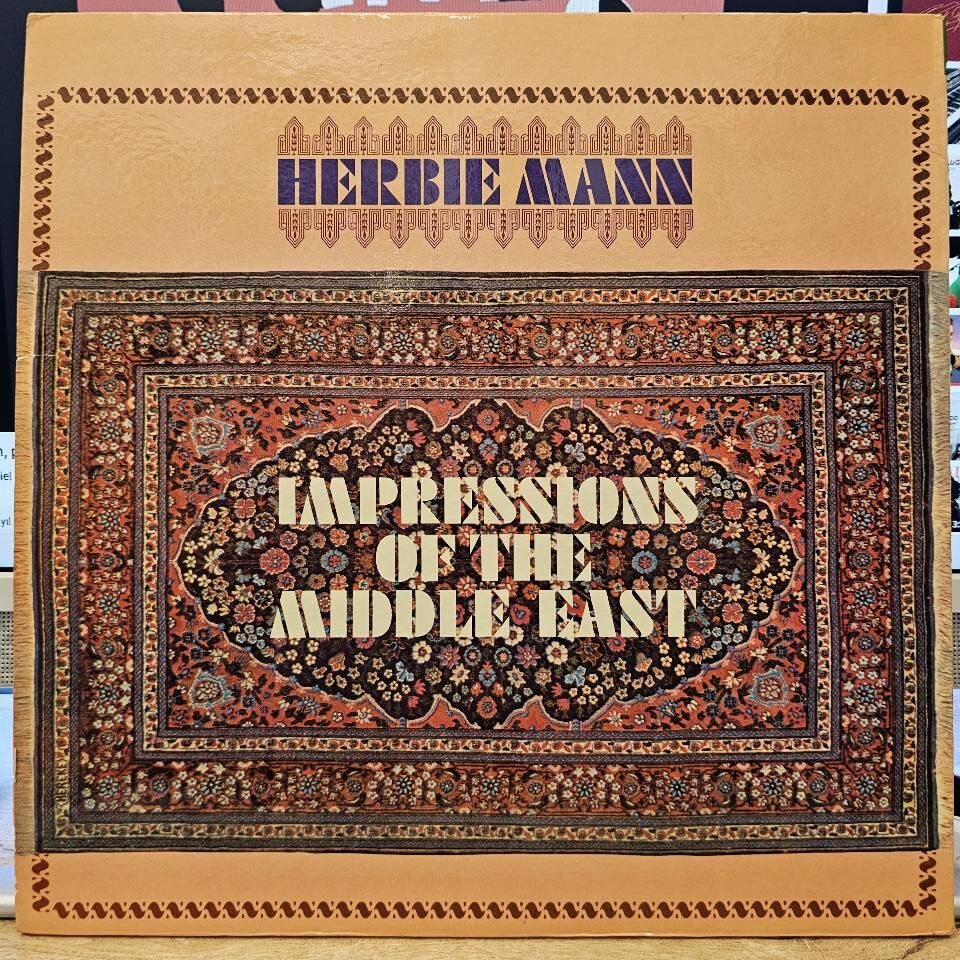 HERBIE MANN
IMPRESSIONS
OF THE
MIDDLE EAST